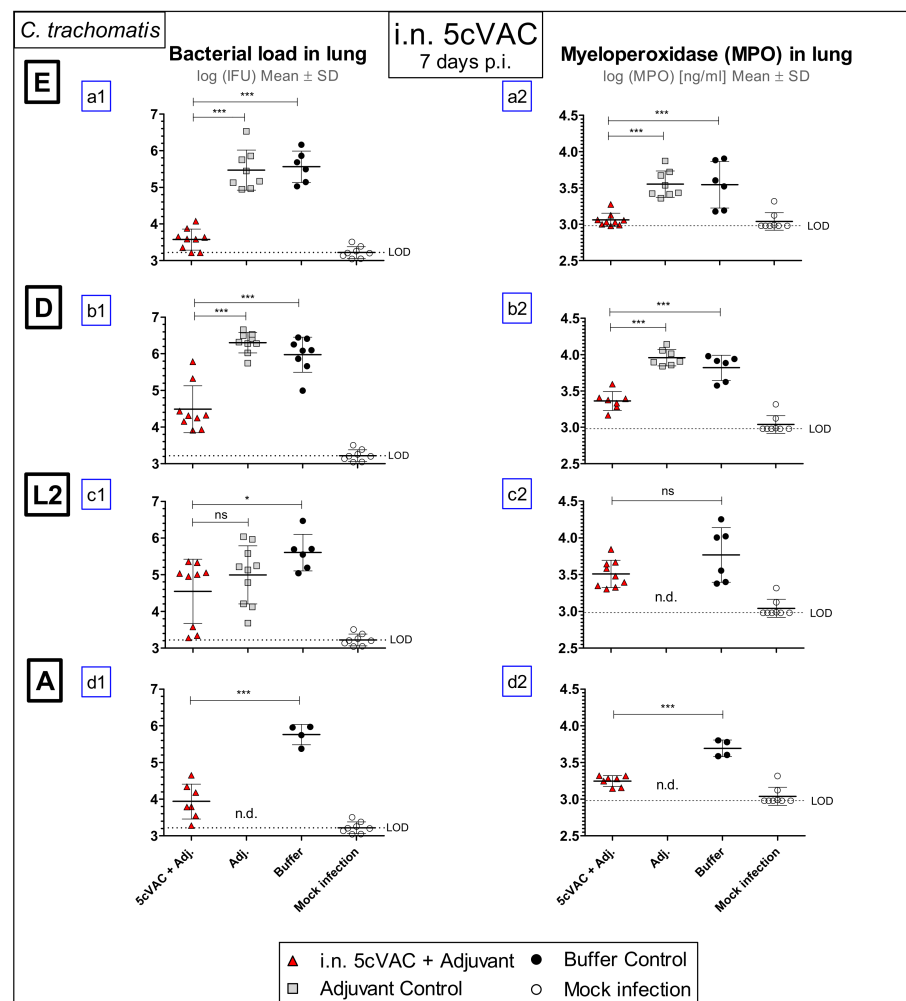 C. trachomatis
i.n. 5cVAC
7 days p.i.
Bacterial load in lung
log (IFU) Mean ± SD
Myeloperoxidase (MPO) in lung
log (MPO) [ng/ml] Mean ± SD
E
a1
***
***
7
6
5
4
3
LOD
a2
***
***
4.5
4.0
3.5
3.0
2.5
LOD
D
b1
***
***
7
6
5
4
3
LOD
b2
***
***
4.5
4.0
3.5
3.0
2.5
LOD
L2
c1
*
ns
7
6
5
4
3
LOD
c2
ns
4.5
4.0
3.5
3.0
2.5
n.d.
LOD
A
d1
***
7
6
5
4
3
n.d.
LOD
5cVAC + Adj.
Adj.
Buffer
Mock infection
d2
***
4.5
4.0
3.5
3.0
2.5
n.d.
LOD
5cVAC + Adj.
Adj.
Buffer
Mock infection
i.n. 5cVAC + Adjuvant
Buffer Control
Adjuvant Control
Mock infection